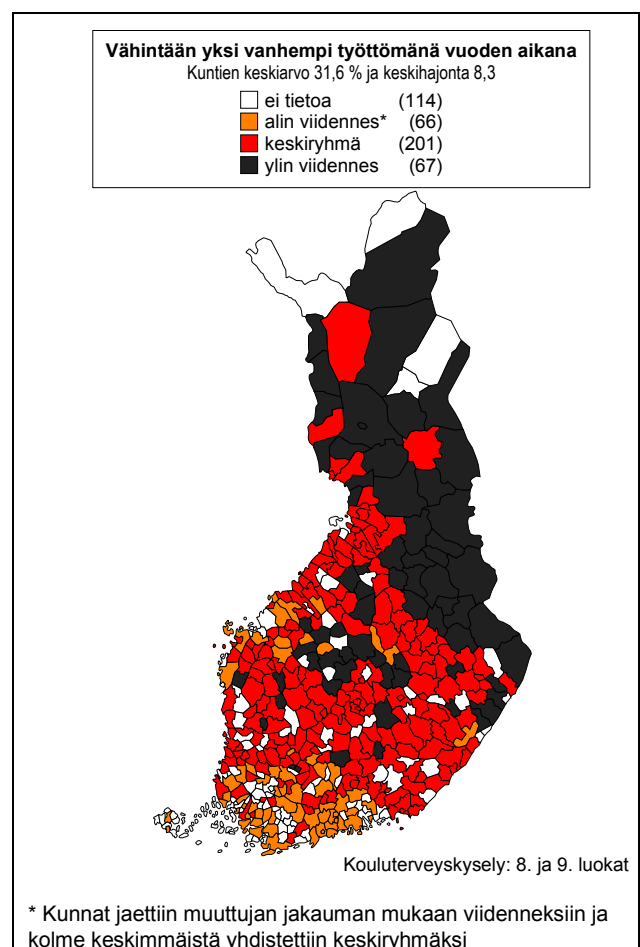 Vähintään yksi vanhempi työttömänä vuoden aikana
Kuntien keskiarvo 31,6 % ja keskihajonta 8,3
ei tietoa (114)
alin viidennes* (66)
keskiryhmä (201)
ylin viidennes (67)
Kouluterveyskysely: 8. ja 9. luokat
* Kunnat jaettiin muuttujan jakauman mukaan viidenneksiin ja
kolme keskimmäistä yhdistettiin keskiryhmäksi